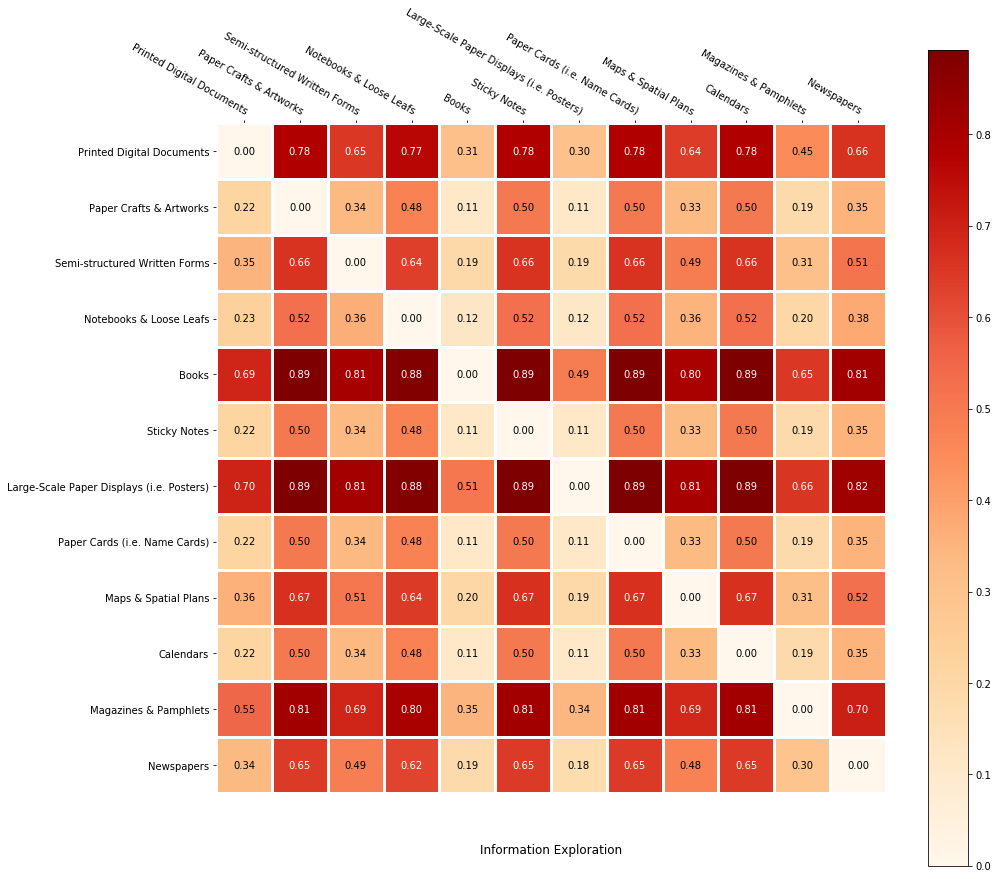 Printed Digital Documents
Paper Crafts & Artworks
Semi-structured Written Forms
Notebooks & Loose Leafs
Books
Sticky Notes
Large-Scale Paper Displays (i.e. Posters)
Paper Cards (i.e. Name Cards)
Maps & Spatial Plans
Calendars
Magazines & Pamphlets
Newspapers
Printed Digital Documents 0.00 0.78 0.65 0.77 0.31 0.78 0.30 0.78 0.64 0.78 0.45 0.66
Paper Crafts & Artworks 0.22 0.00 0.34 0.48 0.11 0.50 0.11 0.50 0.33 0.50 0.19 0.35
Semi-structured Written Forms 0.35 0.66 0.00 0.64 0.19 0.66 0.19 0.66 0.49 0.66 0.31 0.51
Notebooks & Loose Leafs 0.23 0.52 0.36 0.00 0.12 0.52 0.12 0.52 0.36 0.52 0.20 0.38
Books 0.69 0.89 0.81 0.88 0.00 0.89 0.49 0.89 0.80 0.89 0.65 0.81
Sticky Notes 0.22 0.50 0.34 0.48 0.11 0.00 0.11 0.50 0.33 0.50 0.19 0.35
Large-Scale Paper Displays (i.e. Posters) 0.70 0.89 0.81 0.88 0.51 0.89 0.00 0.89 0.81 0.89 0.66 0.82
Paper Cards (i.e. Name Cards) 0.22 0.50 0.34 0.48 0.11 0.50 0.11 0.00 0.33 0.50 0.19 0.35
Maps & Spatial Plans 0.36 0.67 0.51 0.64 0.20 0.67 0.19 0.67 0.00 0.67 0.31 0.52
Calendars 0.22 0.50 0.34 0.48 0.11 0.50 0.11 0.50 0.33 0.00 0.19 0.35
Magazines & Pamphlets 0.55 0.81 0.69 0.80 0.35 0.81 0.34 0.81 0.69 0.81 0.00 0.70
Newspapers 0.34 0.65 0.49 0.62 0.19 0.65 0.18 0.65 0.48 0.65 0.30 0.00
Information Exploration
0.8
0.7
0.6
0.5
0.4
0.3
0.2
0.1
0.0